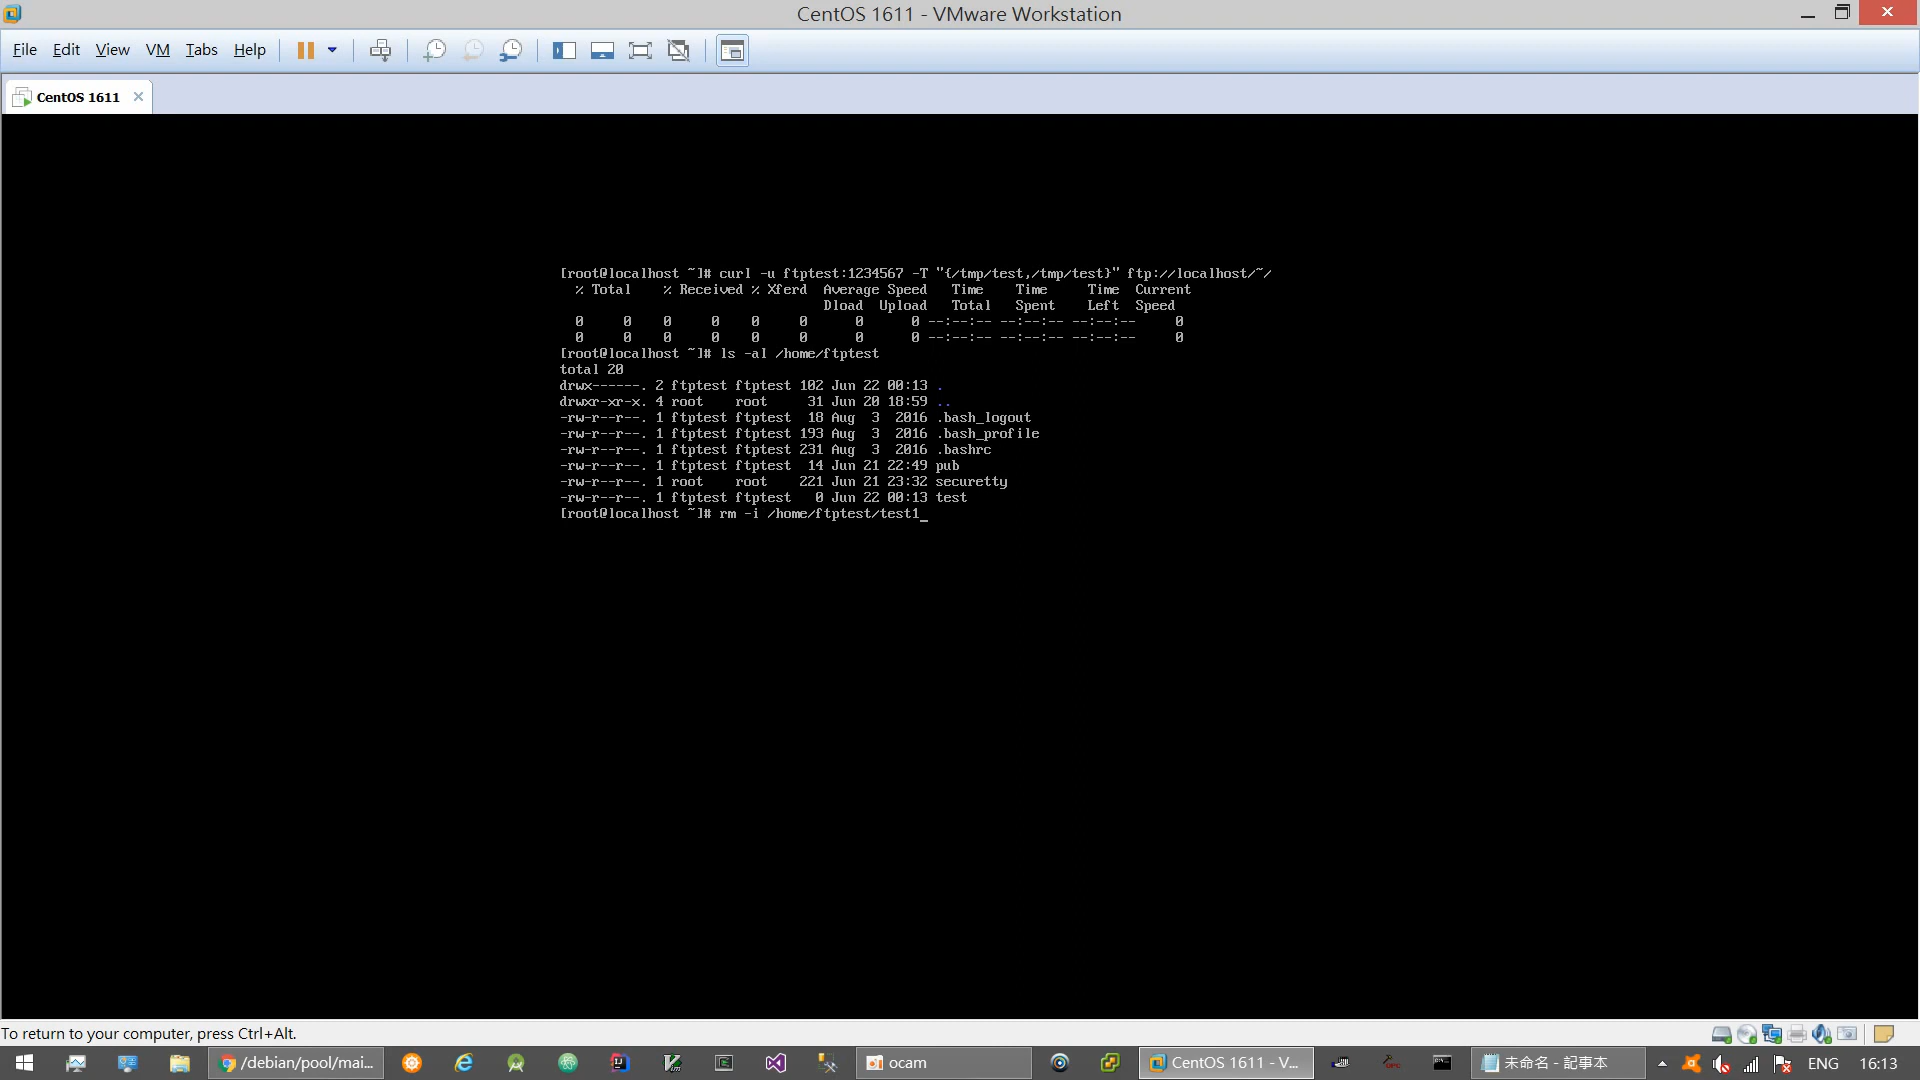 CentOS 1611 - VMware Workstation
File Edit View VM Tabs Help
CentOS 1611
[root@localhost ~]# curl -u ftptest:1234567 -T "{/tmp/test,/tmp/test}" ftp://localhost/~/
% Total % Received % Xferd Average Speed Time Time Time Current
Dload Upload Total Spent Left Speed
0 0 0 0 0 0 0 0 --:--:-- --:--:-- --:--:-- 0
0 0 0 0 0 0 0 0 --:--:-- --:--:-- --:--:-- 0
[root@localhost ~]# ls -al /home/ftptest
total 20
drwx------. 2 ftptest ftptest 102 Jun 22 00:13 .
drwxr-xr-x. 4 root root 31 Jun 20 18:59 ..
-rw-r--r--. 1 ftptest ftptest 18 Aug 3 2016 .bash_logout
-rw-r--r--. 1 ftptest ftptest 193 Aug 3 2016 .bash_profile
-rw-r--r--. 1 ftptest ftptest 231 Aug 3 2016 .bashrc
-rw-r--r--. 1 ftptest ftptest 14 Jun 21 22:49 pub
-rw-r--r--. 1 root root 221 Jun 21 23:32 securetty
-rw-r--r--. 1 ftptest ftptest 0 Jun 22 00:13 test
[root@localhost ~]# rm -i /home/ftptest/test1_
To return to your computer, press Ctrl+Alt.
/debian/pool/mai... ocam CentOS 1611 - V... 未命名 - 記事本 ENG 16:13